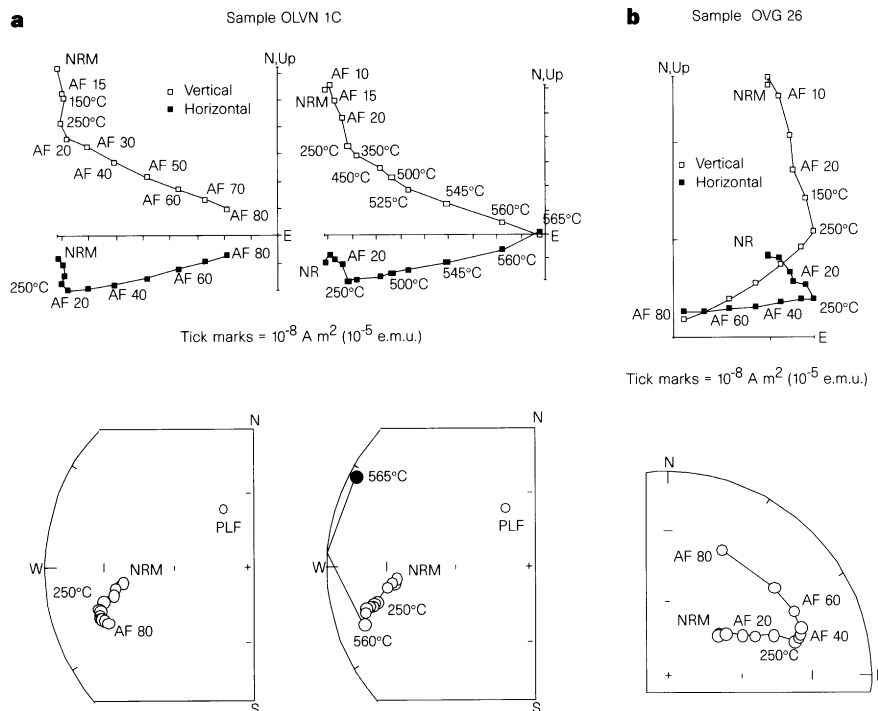 a
Sample OLVN 1C
N,Up
NRM
AF 15
150°C
250°C
AF 20
AF 30
AF 40
AF 50
AF 60
AF 70
AF 80
E
Vertical
Horizontal
NRM
250°C
AF 20
AF 40
AF 60
AF 80
N,Up
AF 10
NRM
AF 15
AF 20
250°C
350°C
450°C
500°C
525°C
545°C
560°C
565°C
E
NR
AF 20
250°C
500°C
545°C
560°C
Tick marks = 10⁻⁸ A m² (10⁻⁵ e.m.u.)
N
PLF
W
NRM
250°C
AF 80
S
N
565°C
PLF
W
NRM
250°C
560°C
S
b
Sample OVG 26
N,Up
NRM
AF 10
Vertical
Horizontal
AF 20
150°C
250°C
NR
AF 20
AF 80
AF 60
AF 40
250°C
E
Tick marks = 10⁻⁸ A m² (10⁻⁵ e.m.u.)
N
AF 80
AF 60
NRM
AF 20
AF 40
250°C